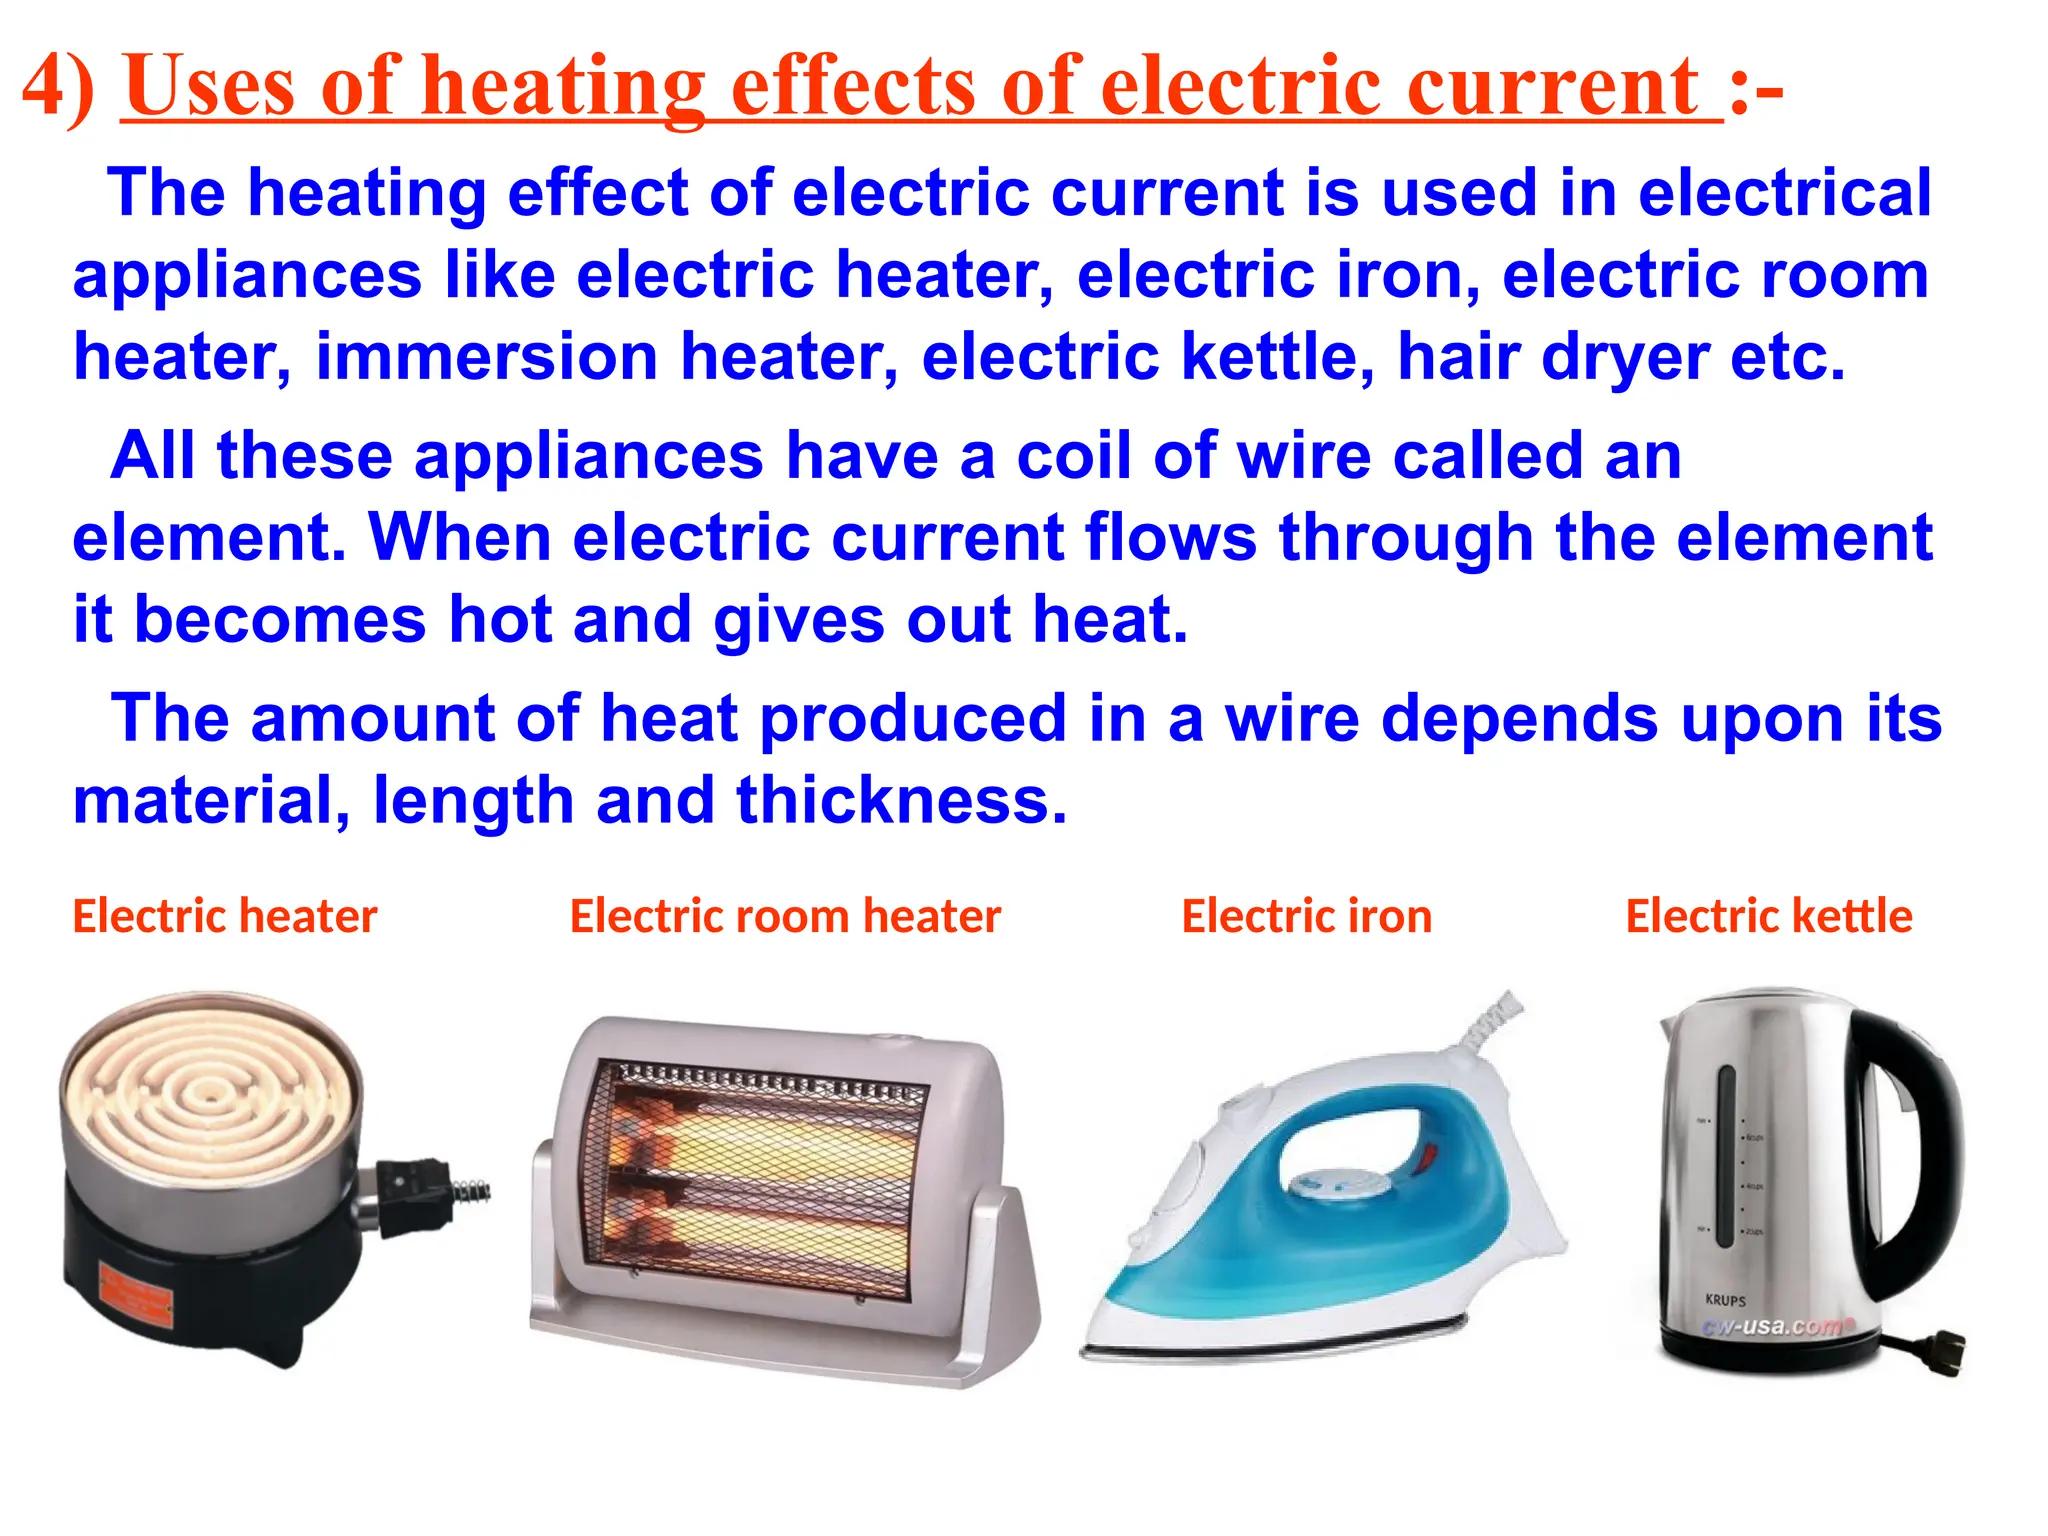 4) Uses of heating effects of electric current :-
The heating effect of electric current is used in electrical
appliances like electric heater, electric iron, electric room
heater, immersion heater, electric kettle, hair dryer etc.
All these appliances have a coil of wire called an
element. When electric current flows through the element
it becomes hot and gives out heat.
The amount of heat produced in a wire depends upon its
material, length and thickness.
Electric heater
Electric room heater
Electric iron
Electric kettle
6cups
4cups
2cups
KRUPS
cw-usa.com